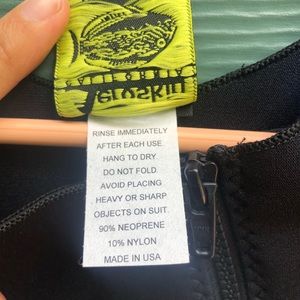 Jellyskin
RINSE IMMEDIATELY
AFTER EACH USE.
HANG TO DRY.
DO NOT FOLD.
AVOID PLACING
HEAVY OR SHARP
OBJECTS ON SUIT.
90% NEOPRENE
10% NYLON
MADE IN USA